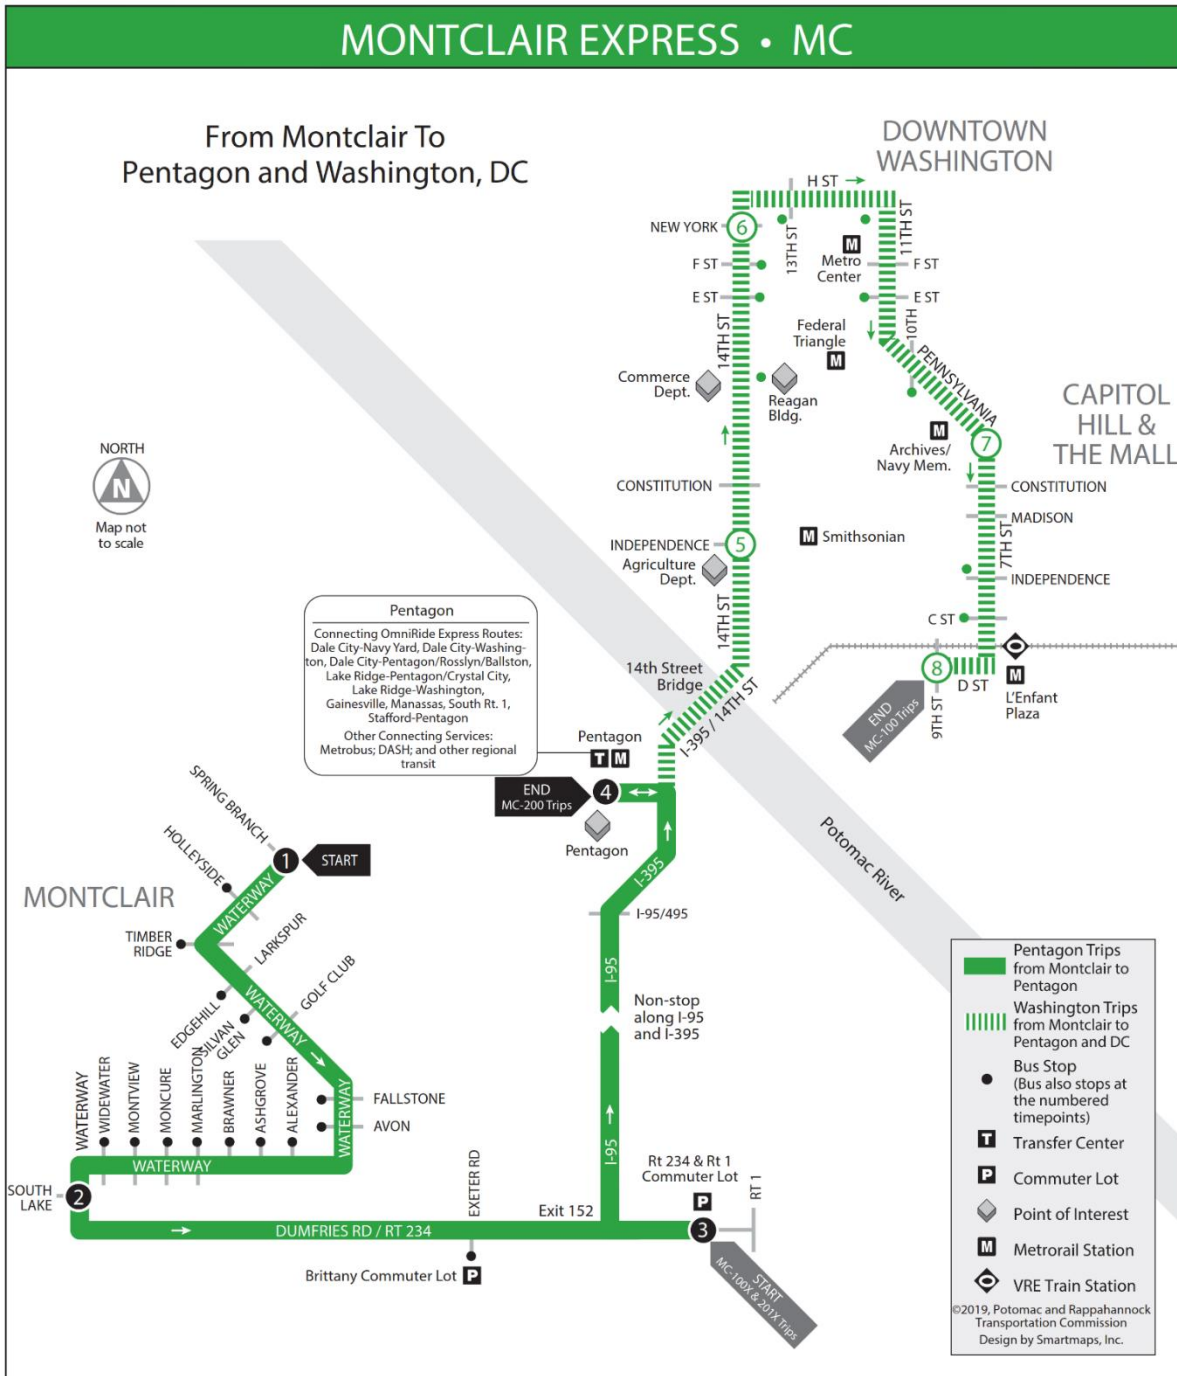 MONTCLAIR EXPRESS • MC
From Montclair To
Pentagon and Washington, DC
DOWNTOWN
WASHINGTON
H ST
NEW YORK
6
13TH ST
11TH ST
M
Metro
Center
F ST
F ST
E ST
E ST
14TH ST
Federal
Triangle
M
10TH
PENNSYLVANIA
Commerce
Dept.
Reagan
Bldg.
CAPITOL
HILL &
THE MALL
7
M
Archives/
Navy Mem.
NORTH
N
Map not
to scale
CONSTITUTION
CONSTITUTION
MADISON
7TH ST
INDEPENDENCE
5
M Smithsonian
Agriculture
Dept.
INDEPENDENCE
14TH ST
C ST
Pentagon
Connecting OmniRide Express Routes:
Dale City-Navy Yard, Dale City-Washing-
ton, Dale City-Pentagon/Rosslyn/Ballston,
Lake Ridge-Pentagon/Crystal City,
Lake Ridge-Washington,
Gainesville, Manassas, South Rt. 1,
Stafford-Pentagon
Other Connecting Services:
Metrobus; DASH; and other regional
transit
14th Street
Bridge
I-395 / 14TH ST
8
D ST
9TH ST
M
L'Enfant
Plaza
END
MC-100 Trips
Pentagon
T M
END
MC-200 Trips
4
Pentagon
Potomac River
SPRING BRANCH
1
START
HOLLEYSIDE
WATERWAY
MONTCLAIR
TIMBER
RIDGE
LARKSPUR
GOLF CLUB
WATERWAY
EDGEHILL
SILVAN
GLEN
I-395
I-95/495
I-95
Non-stop
along I-95
and I-395
WATERWAY
WIDEWATER
MONTVIEW
MONCURE
MARLINGTON
BRAWNER
ASHGROVE
ALEXANDER
FALLSTONE
AVON
WATERWAY
WATERWAY
SOUTH
LAKE
2
DUMFRIES RD / RT 234
EXETER RD
Brittany Commuter Lot P
Exit 152
I-95
Rt 234 & Rt 1
Commuter Lot
P
3
RT 1
START
MC-100X & 201X Trips
Pentagon Trips
from Montclair to
Pentagon
Washington Trips
from Montclair to
Pentagon and DC
Bus Stop
(Bus also stops at
the numbered
timepoints)
T Transfer Center
P Commuter Lot
Point of Interest
M Metrorail Station
VRE Train Station
©2019, Potomac and Rappahannock
Transportation Commission
Design by Smartmaps, Inc.